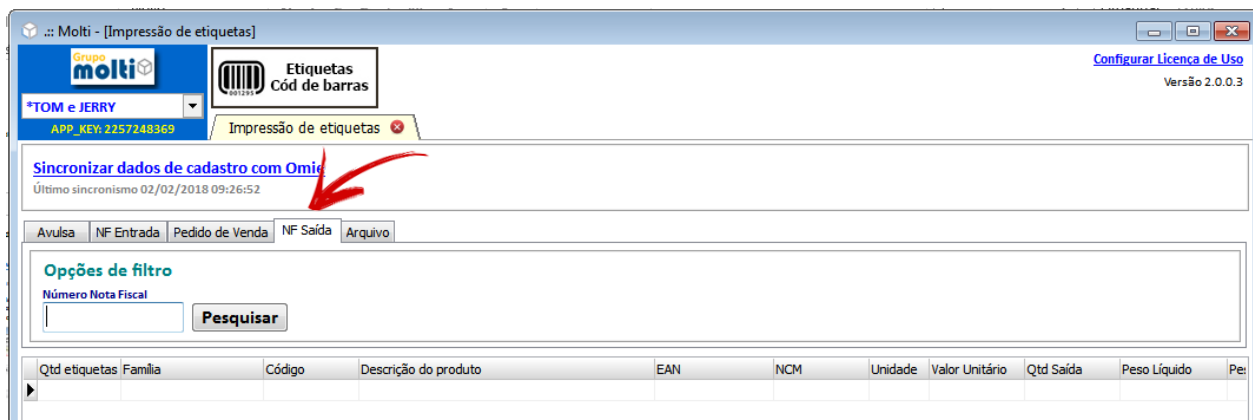 .:: Molti - [Impressão de etiquetas]
Grupo
molti
Etiquetas
Cód de barras
001295
Configurar Licença de Uso
Versão 2.0.0.3
*TOM e JERRY
APP_KEY: 2257248369
Impressão de etiquetas
Sincronizar dados de cadastro com Omie
Último sincronismo 02/02/2018 09:26:52
Avulsa NF Entrada Pedido de Venda NF Saída Arquivo
Opções de filtro
Número Nota Fiscal
Pesquisar
Qtd etiquetas Família Código Descrição do produto EAN NCM Unidade Valor Unitário Qtd Saída Peso Líquido